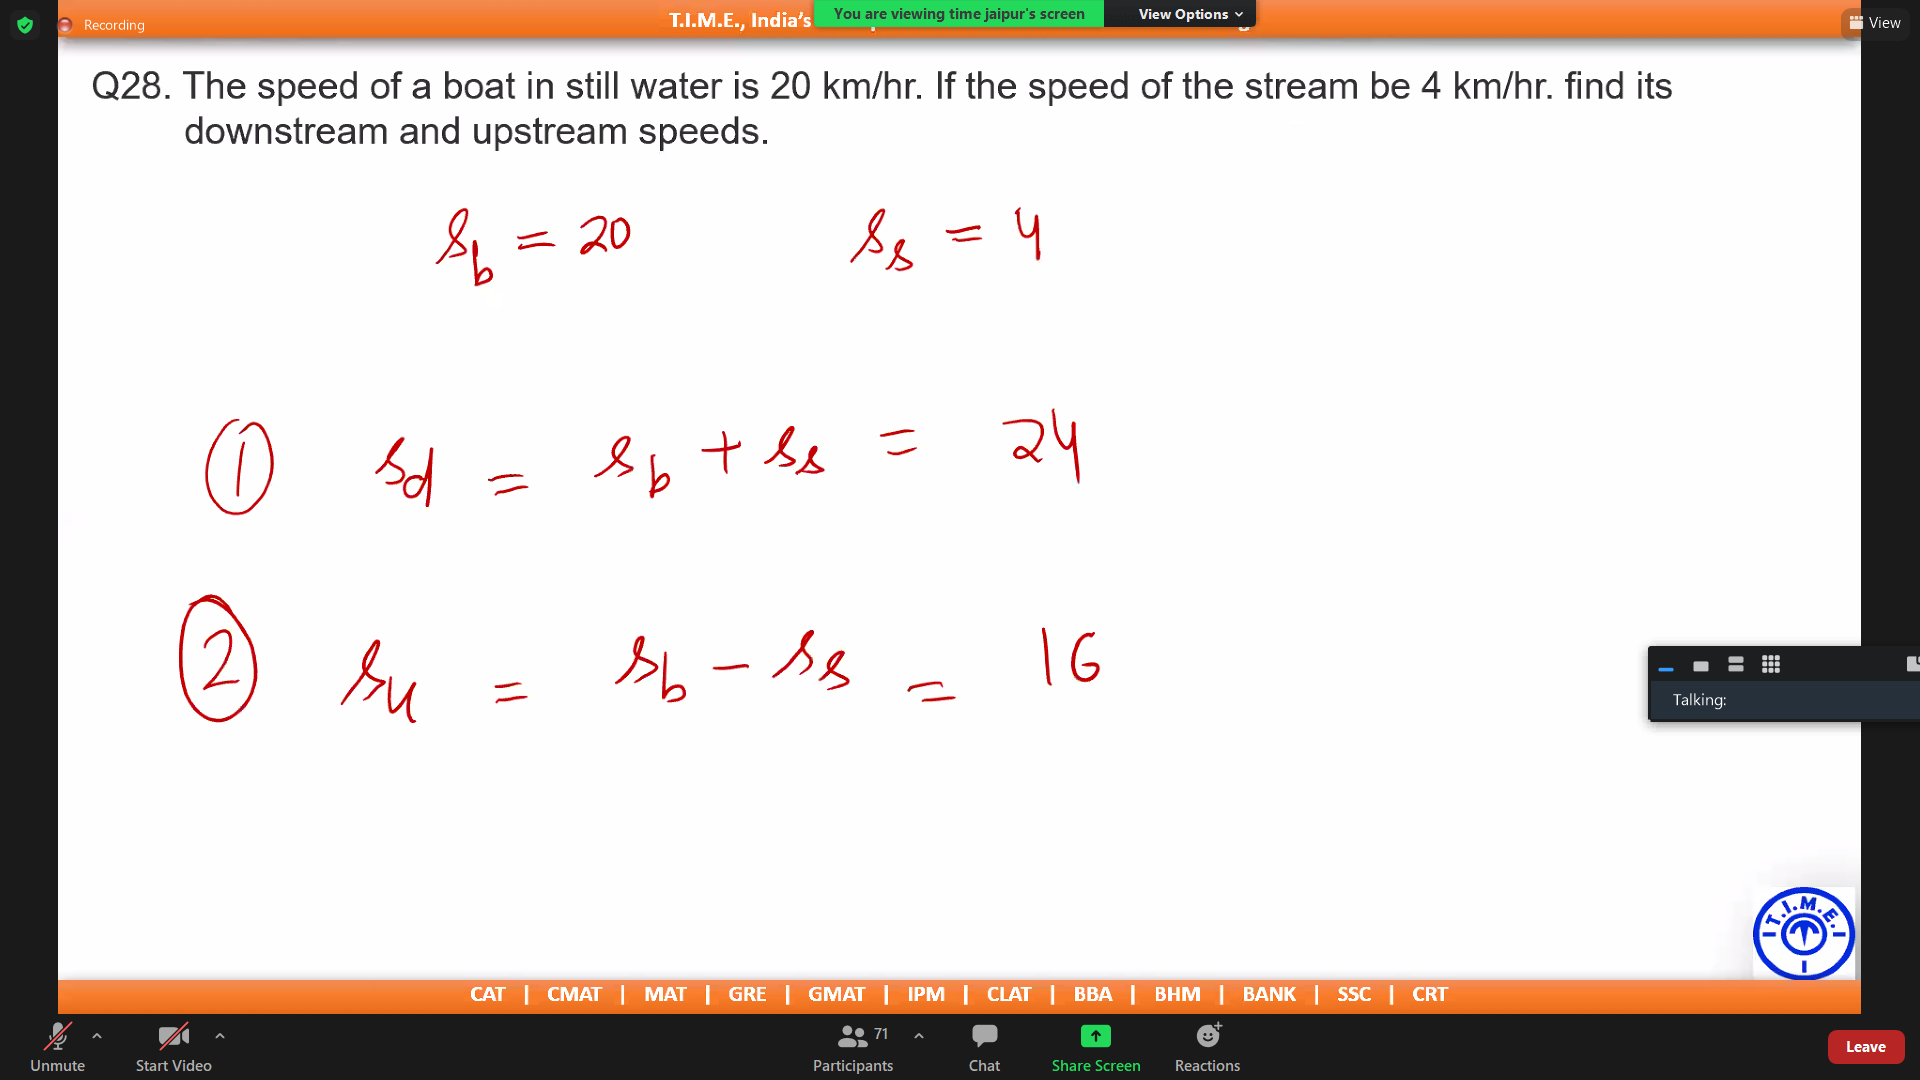 Recording
T.I.M.E., India's
You are viewing time jaipur's screen
View Options
View
Q28. The speed of a boat in still water is 20 km/hr. If the speed of the stream be 4 km/hr. find its
downstream and upstream speeds.
s_b = 20 s_s = 4
① s_d = s_b + s_s = 24
② s_u = s_b - s_s = 16
Talking:
T.I.M.E.
CAT | CMAT | MAT | GRE | GMAT | IPM | CLAT | BBA | BHM | BANK | SSC | CRT
Unmute
Start Video
71
Participants
Chat
Share Screen
Reactions
Leave